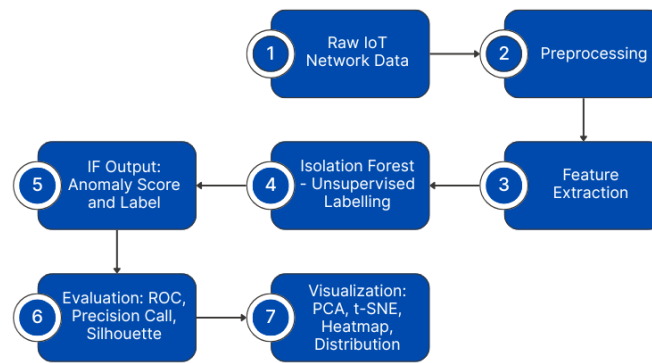 1
Raw IoT
Network Data
2
Preprocessing
3
Feature
Extraction
4
Isolation Forest
- Unsupervised
Labelling
5
IF Output:
Anomaly Score
and Label
6
Evaluation: ROC,
Precision Call,
Silhouette
7
Visualization:
PCA, t-SNE,
Heatmap,
Distribution